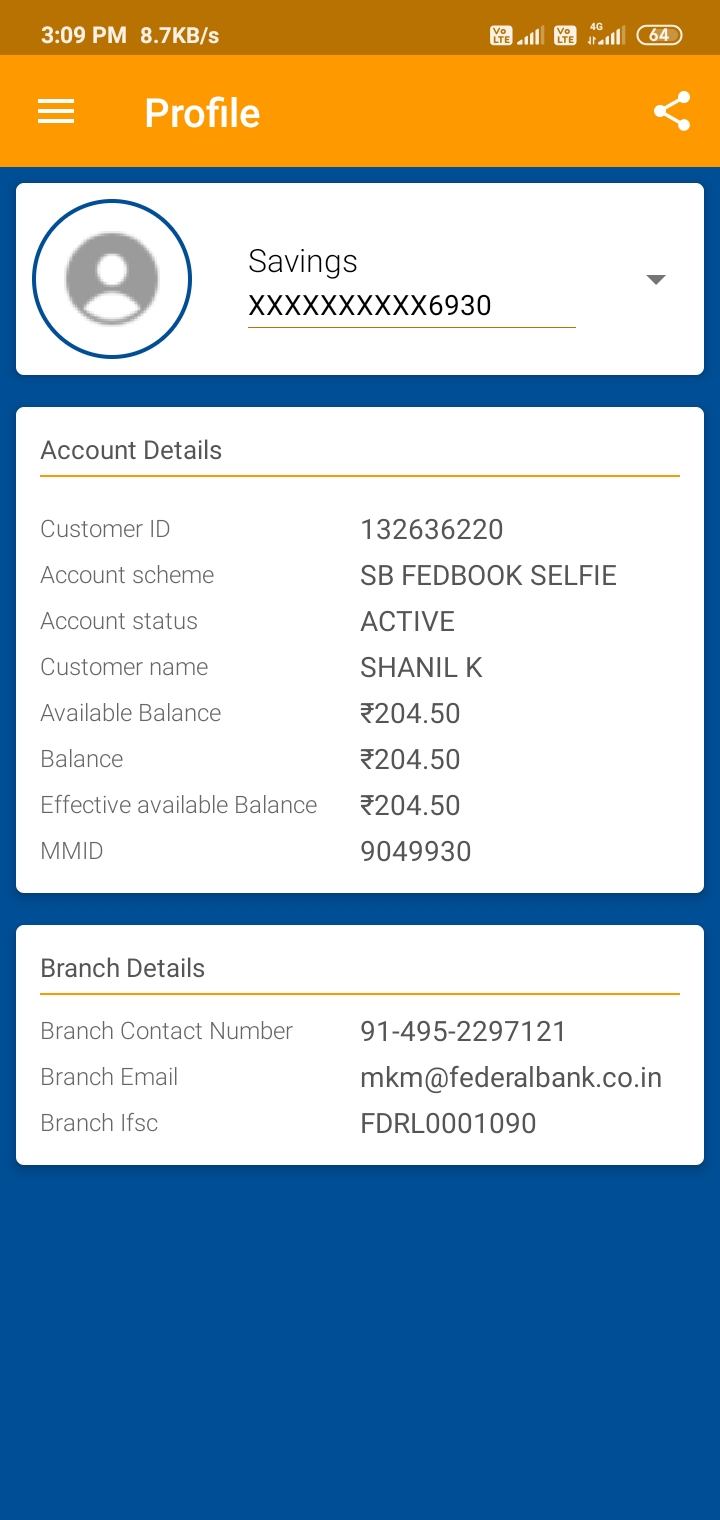 3:09 PM 8.7KB/s Vo LTE Vo LTE 4G 64
Profile
Savings
XXXXXXXXXX6930
Account Details
Customer ID 132636220
Account scheme SB FEDBOOK SELFIE
Account status ACTIVE
Customer name SHANIL K
Available Balance ₹204.50
Balance ₹204.50
Effective available Balance ₹204.50
MMID 9049930
Branch Details
Branch Contact Number 91-495-2297121
Branch Email mkm@federalbank.co.in
Branch Ifsc FDRL0001090